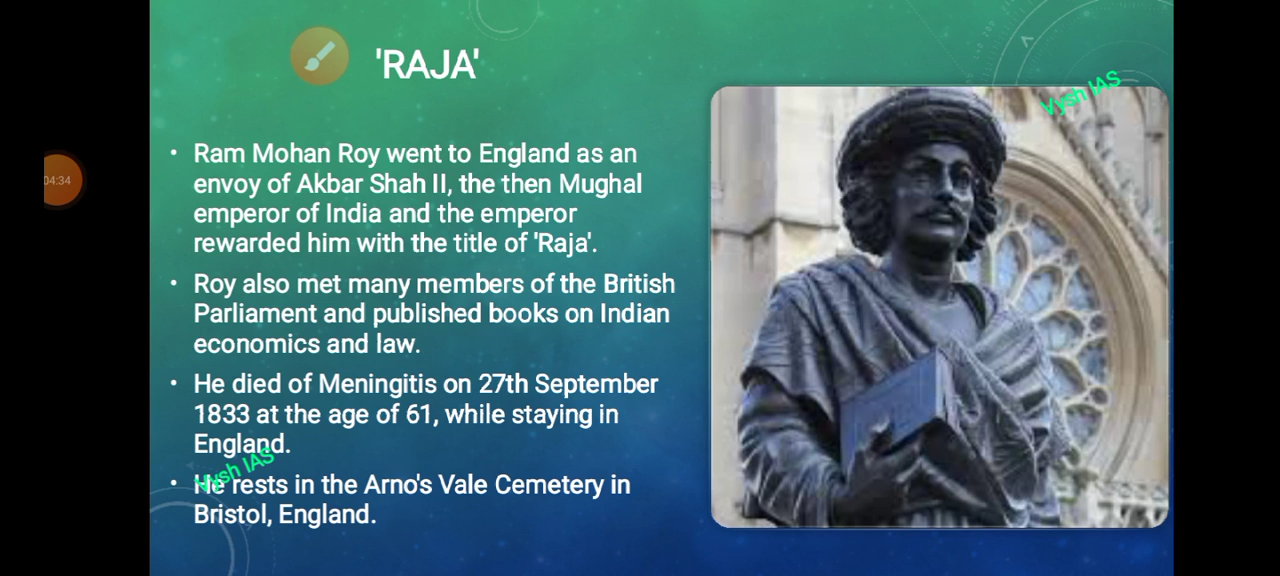 'RAJA'
Vysh IAS
04:34
• Ram Mohan Roy went to England as an
envoy of Akbar Shah II, the then Mughal
emperor of India and the emperor
rewarded him with the title of 'Raja'.
• Roy also met many members of the British
Parliament and published books on Indian
economics and law.
• He died of Meningitis on 27th September
1833 at the age of 61, while staying in
England.
Vysh IAS
• He rests in the Arno's Vale Cemetery in
Bristol, England.